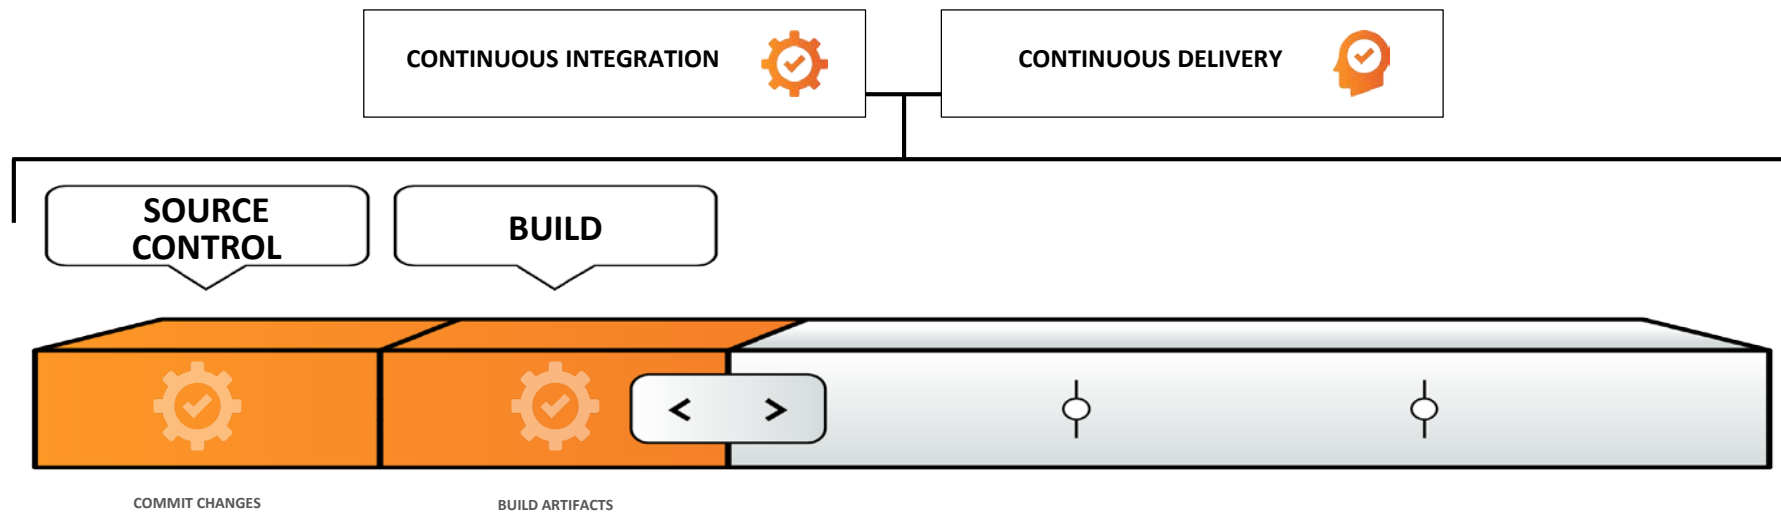 CONTINUOUS INTEGRATION
CONTINUOUS DELIVERY
SOURCE
CONTROL
BUILD
< >
COMMIT CHANGES
BUILD ARTIFACTS